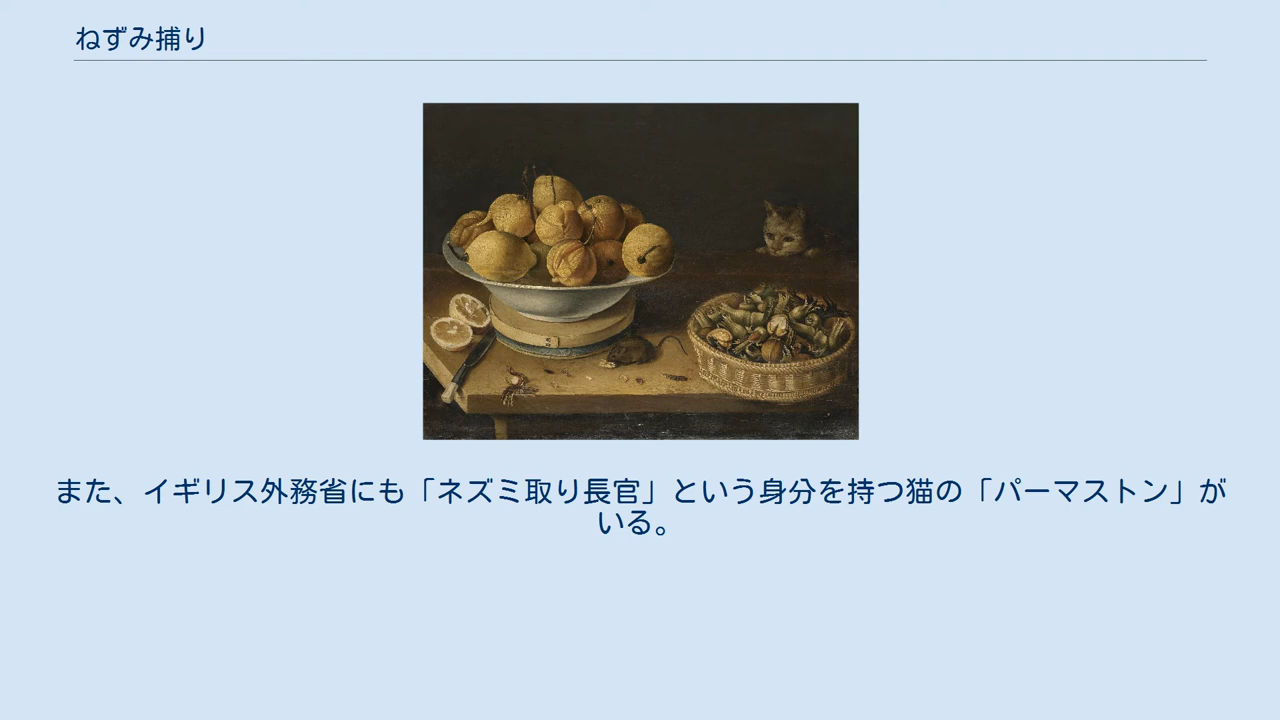 ねずみ捕り
また、イギリス外務省にも「ネズミ取り長官」という身分を持つ猫の「パーマストン」が
いる。